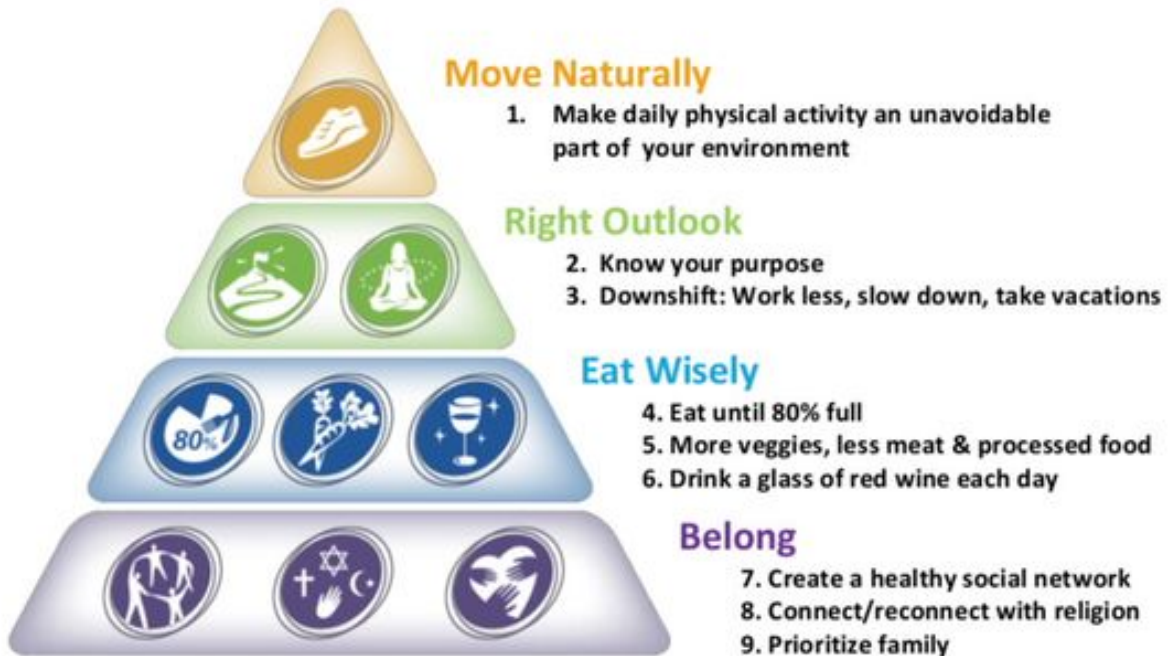 Move Naturally
1. Make daily physical activity an unavoidable
part of your environment
Right Outlook
2. Know your purpose
3. Downshift: Work less, slow down, take vacations
Eat Wisely
80%
4. Eat until 80% full
5. More veggies, less meat & processed food
6. Drink a glass of red wine each day
Belong
7. Create a healthy social network
8. Connect/reconnect with religion
9. Prioritize family